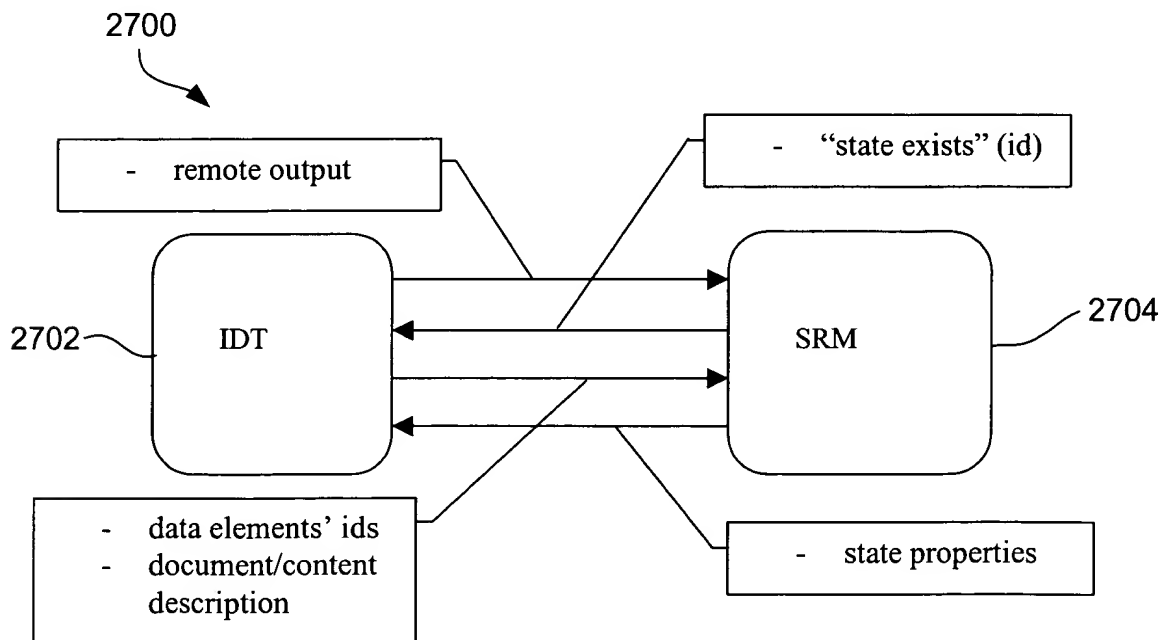 2700
- remote output
- “state exists” (id)
2702
IDT
SRM
2704
- data elements’ ids
- document/content
description
- state properties